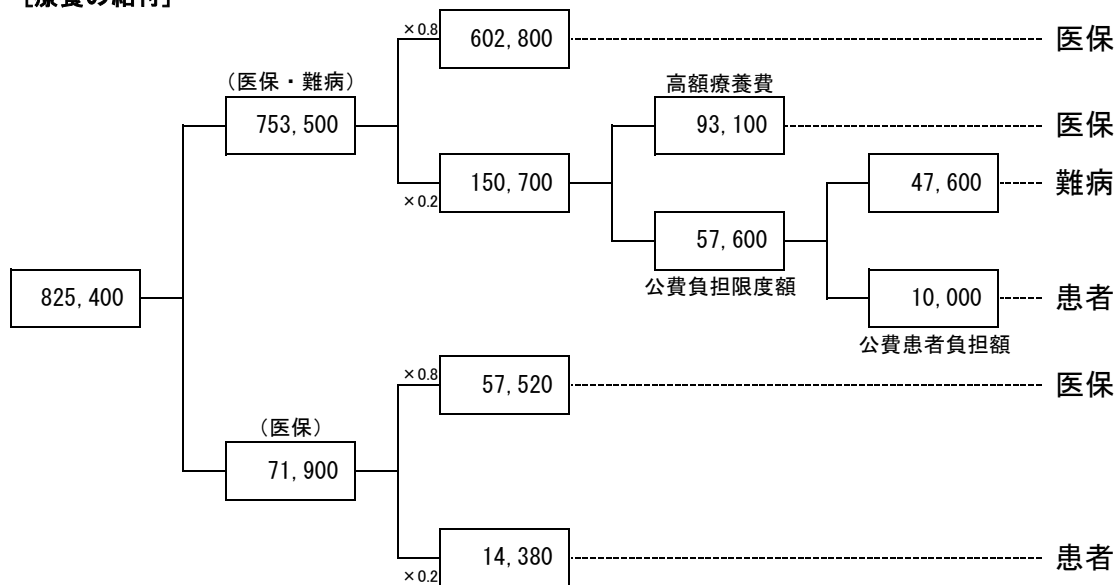 ［療養の給付］
×0.8
602,800
医保
（医保・難病）
753,500
高額療養費
93,100
医保
×0.2
150,700
47,600
難病
57,600
公費負担限度額
825,400
10,000
患者
公費患者負担額
×0.8
57,520
医保
（医保）
71,900
×0.2
14,380
患者